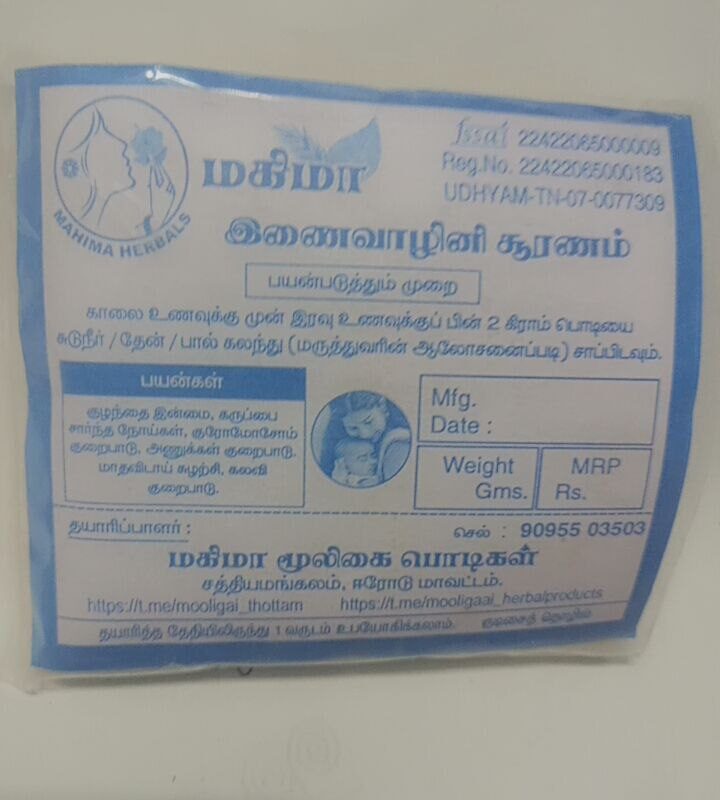 MAHIMA HERBALS
மகிமா
fssai 22422065000009
Reg.No. 22422065000183
UDHYAM-TN-07-0077309
இணைவாழினி சூரணம்
பயன்படுத்தும் முறை
காலை உணவுக்கு முன் இரவு உணவுக்குப் பின் 2 கிராம் பொடியை
சுடுநீர் / தேன் / பால் கலந்து (மருத்துவரின் ஆலோசனைப்படி) சாப்பிடவும்.
பயன்கள்
குழந்தை இன்மை, கருப்பை
சார்ந்த நோய்கள், குரோமோசோம்
குறைபாடு, அணுக்கள் குறைபாடு.
மாதவிடாய் சுழற்சி, கலவி
குறைபாடு.
Mfg.
Date :
Weight
Gms.
MRP
Rs.
தயாரிப்பாளர் :
செல் : 90955 03503
மகிமா மூலிகை பொடிகள்
சத்தியமங்கலம், ஈரோடு மாவட்டம்.
https://t.me/mooligai_thottam https://t.me/mooligaai_herbalproducts
தயாரித்த தேதியிலிருந்து 1 வருடம் உபயோகிக்கலாம். குடிசைத் தொழில்